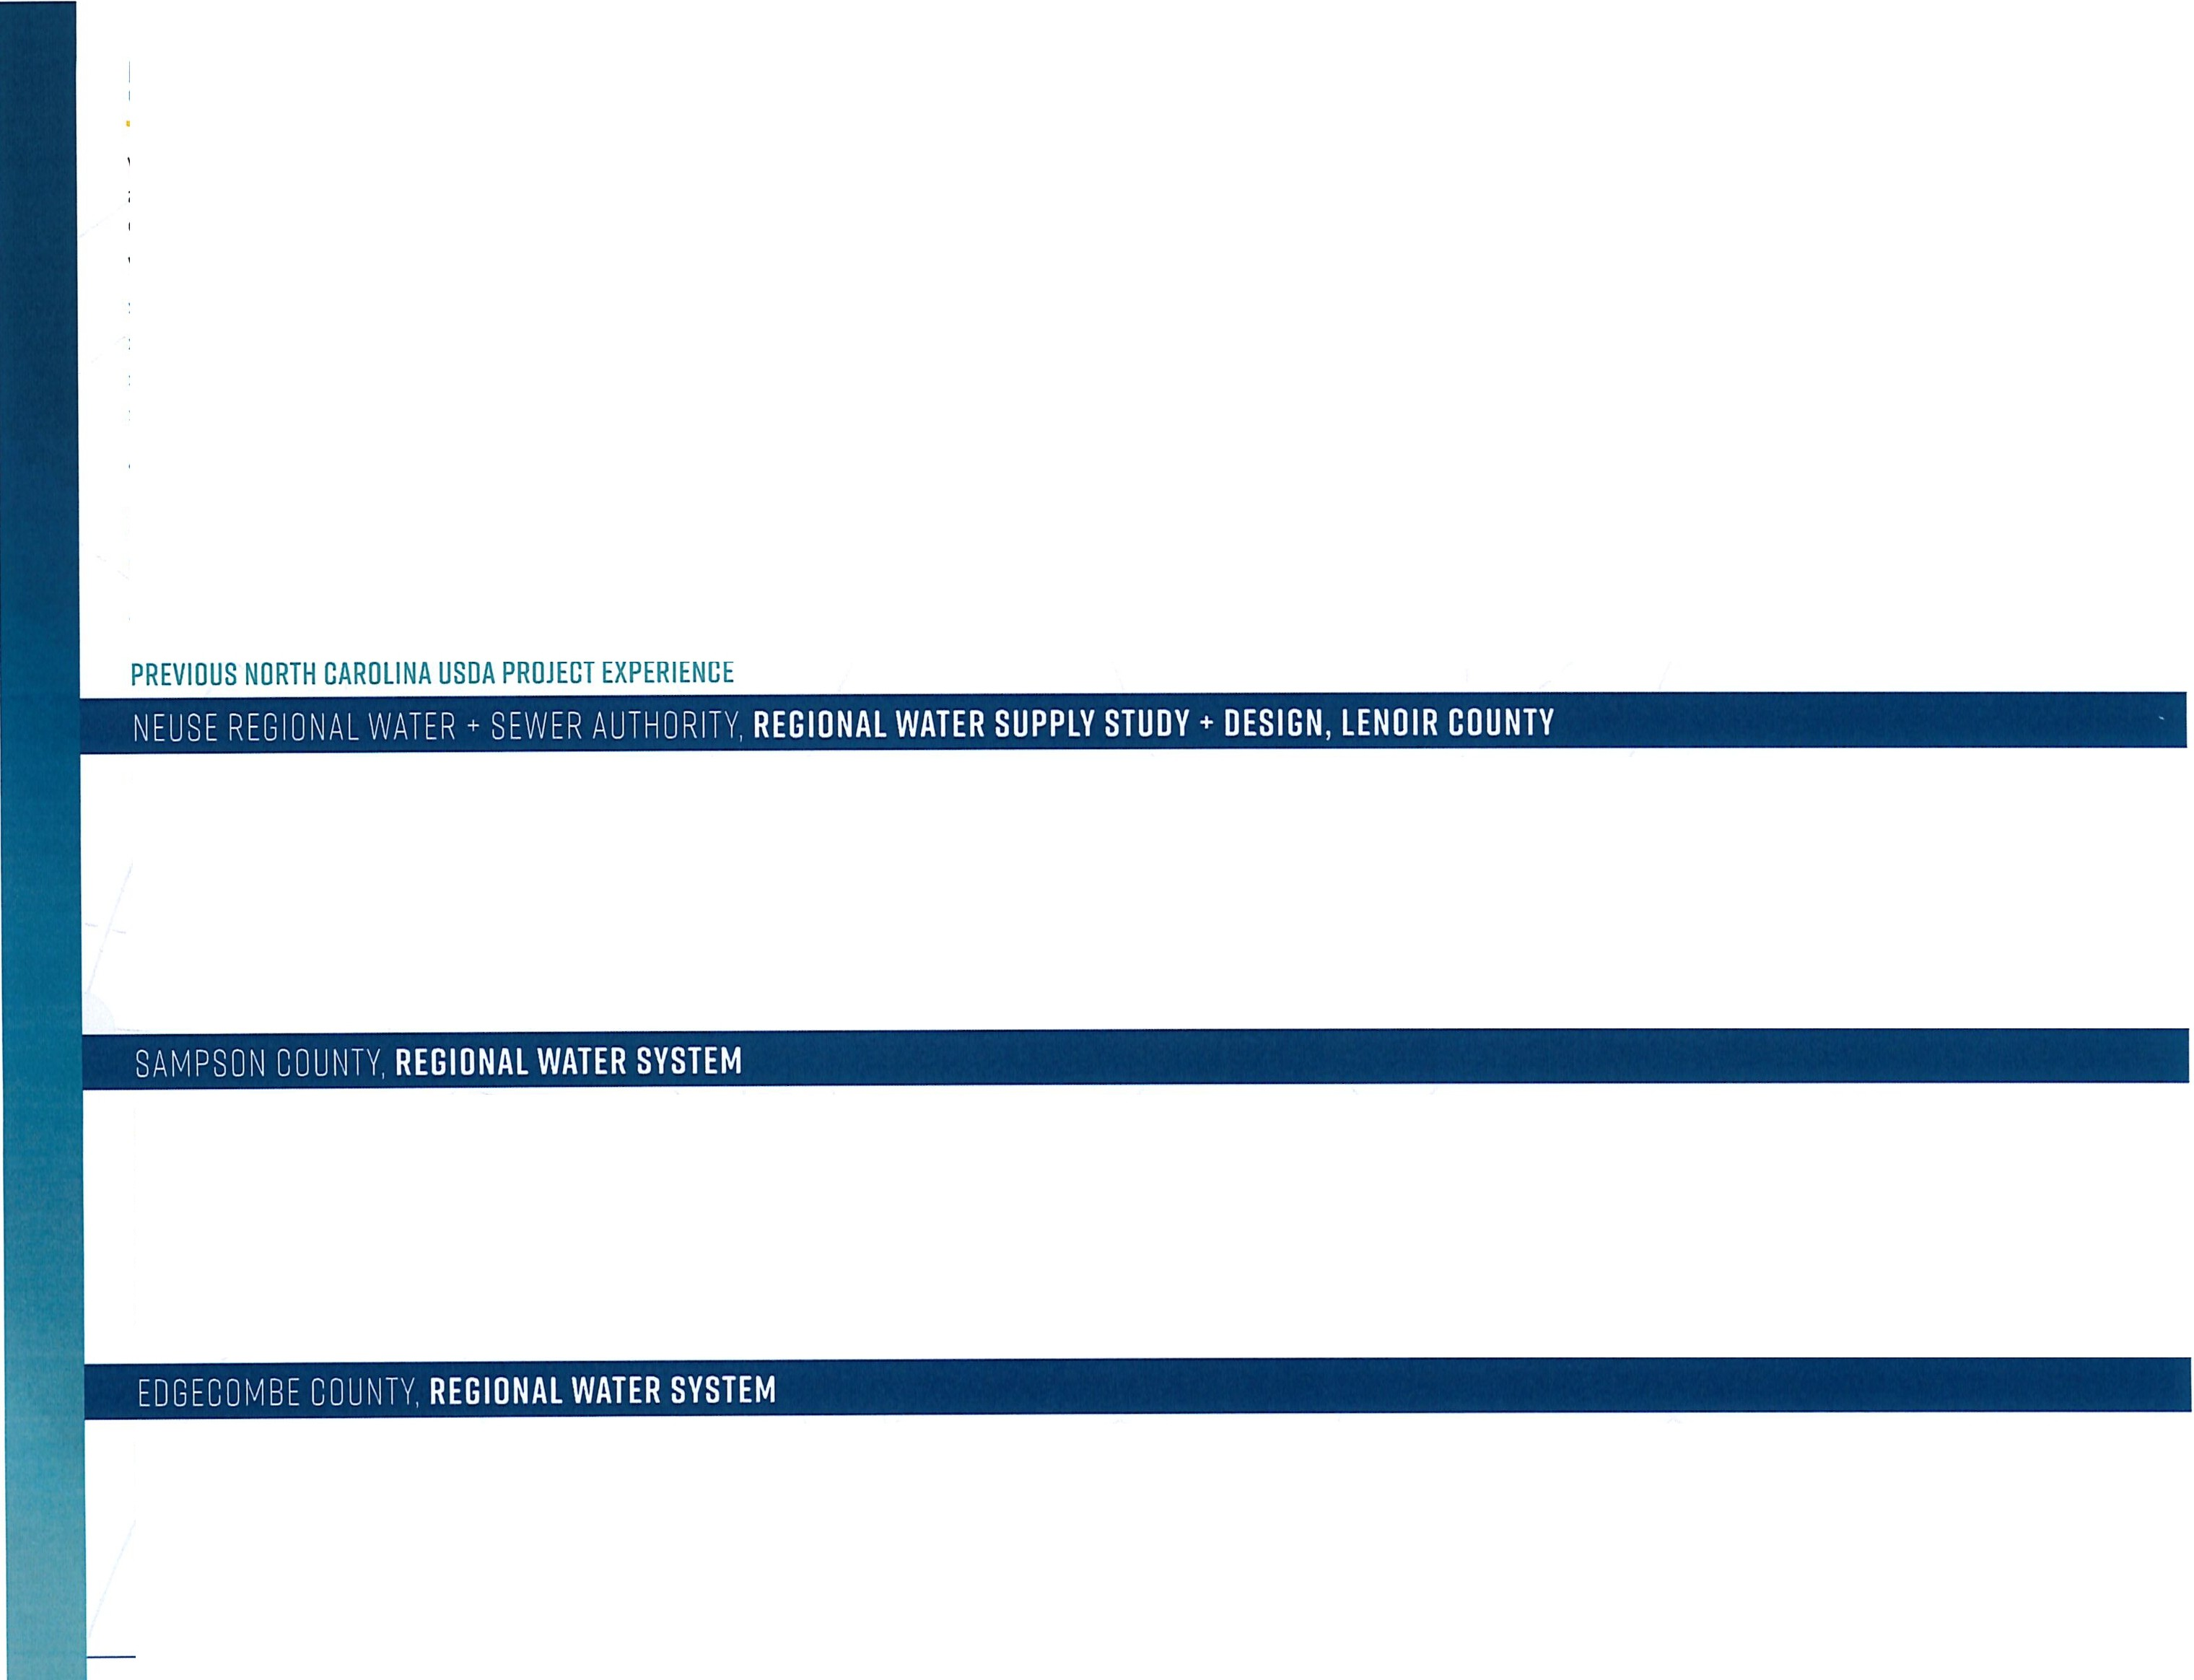 PREVIOUS NORTH CAROLINA USDA PROJECT EXPERIENCE
NEUSE REGIONAL WATER + SEWER AUTHORITY, REGIONAL WATER SUPPLY STUDY + DESIGN, LENOIR COUNTY
SAMPSON COUNTY, REGIONAL WATER SYSTEM
EDGECOMBE COUNTY, REGIONAL WATER SYSTEM